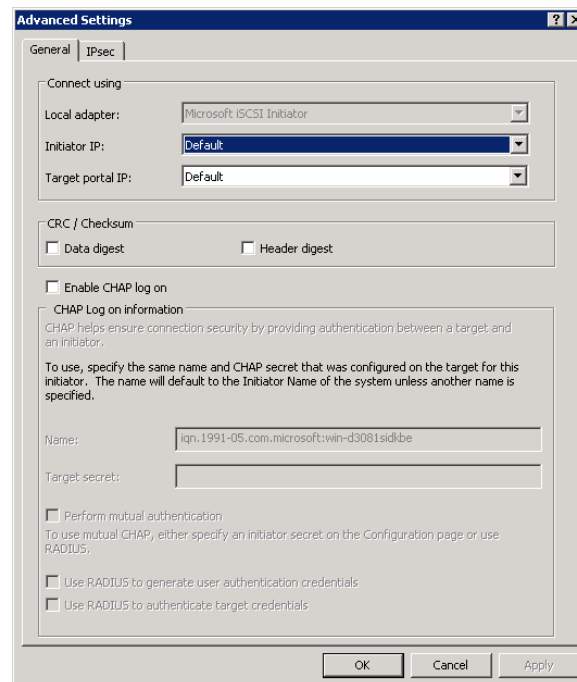 Advanced Settings
General
IPsec
Connect using
Local adapter:
Microsoft iSCSI Initiator
Initiator IP:
Default
Target portal IP:
Default
CRC / Checksum
Data digest
Header digest
Enable CHAP log on
CHAP Log on information
CHAP helps ensure connection security by providing authentication between a target and
an initiator.
To use, specify the same name and CHAP secret that was configured on the target for this
initiator. The name will default to the Initiator Name of the system unless another name is
specified.
Name:
iqn.1991-05.com.microsoft:win-d3081sidkbe
Target secret:
Perform mutual authentication
To use mutual CHAP, either specify an initiator secret on the Configuration page or use
RADIUS.
Use RADIUS to generate user authentication credentials
Use RADIUS to authenticate target credentials
OK
Cancel
Apply